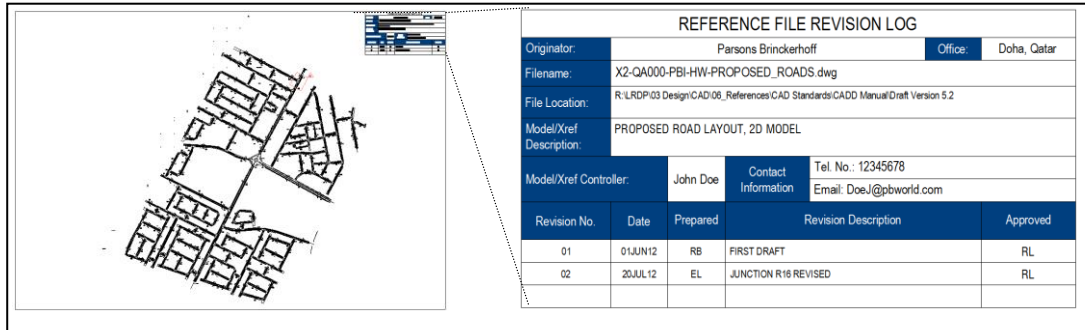 REFERENCE FILE REVISION LOG
Originator: Parsons Brinckerhoff Office: Doha, Qatar
Filename: X2-QA000-PBI-HW-PROPOSED_ROADS.dwg
File Location: R:\LRDP\03 Design\CAD\06_References\CAD Standards\CADD Manual\Draft Version 5.2
Model/Xref Description: PROPOSED ROAD LAYOUT, 2D MODEL
Model/Xref Controller: John Doe Contact Information Tel. No.: 12345678
Email: DoeJ@pbworld.com
Revision No. Date Prepared Revision Description Approved
01 01JUN12 RB FIRST DRAFT RL
02 20JUL12 EL JUNCTION R16 REVISED RL